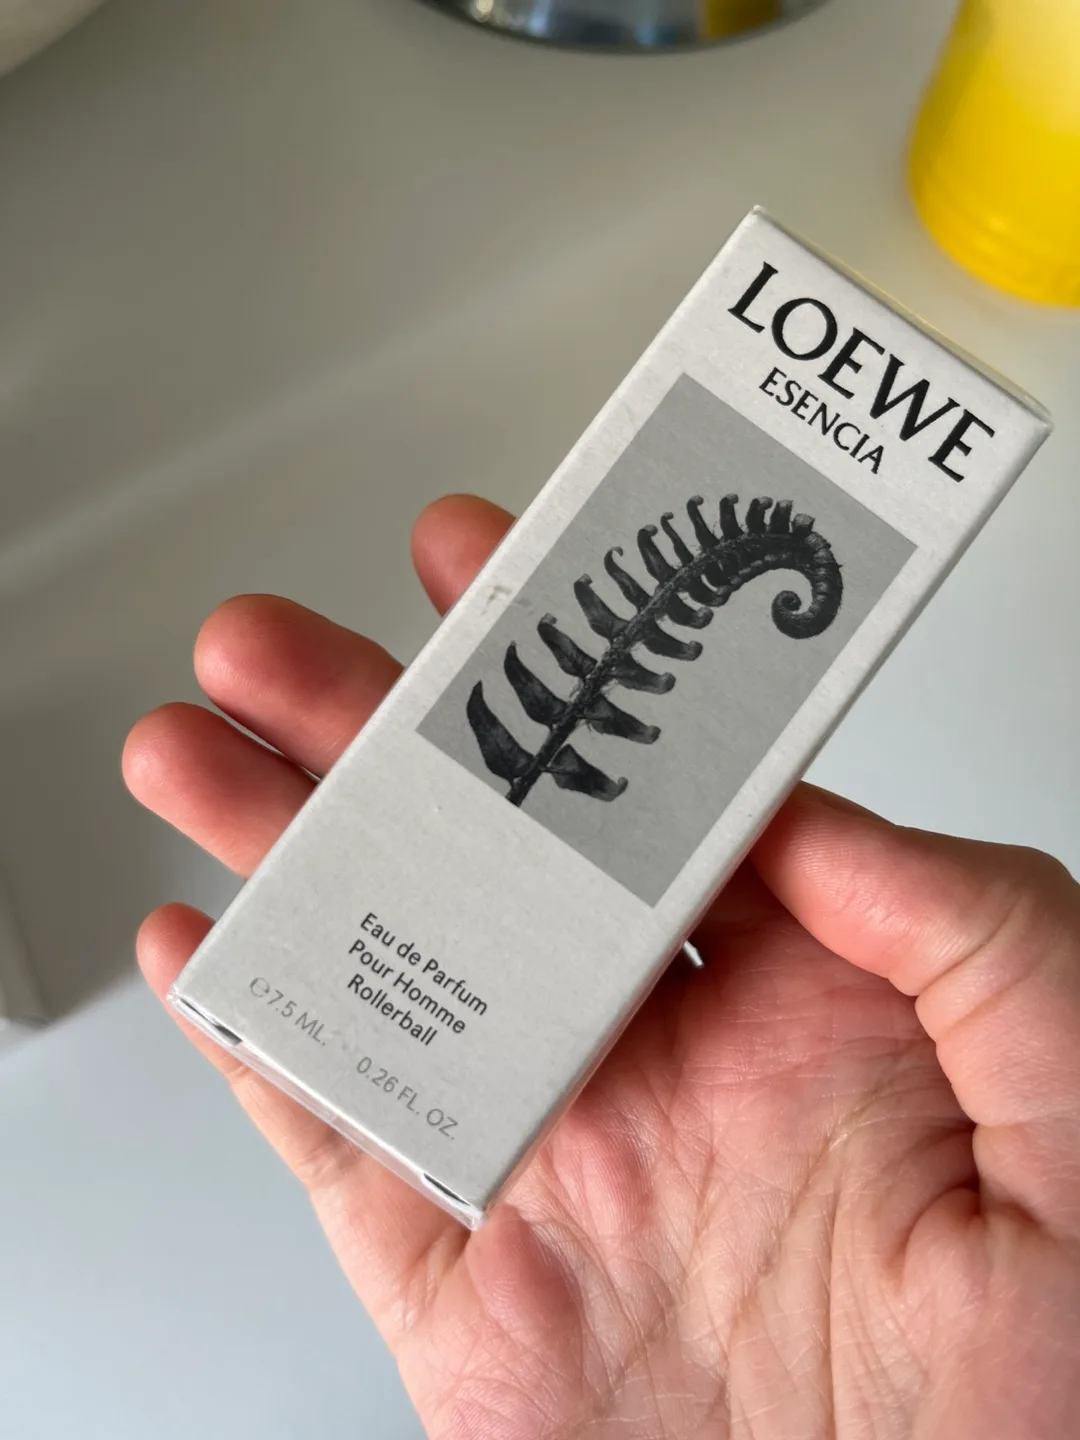 LOEWE
ESENCIA
Eau de Parfum
Pour Homme
Rollerball
℮7.5 ML. 0.26 FL. OZ.